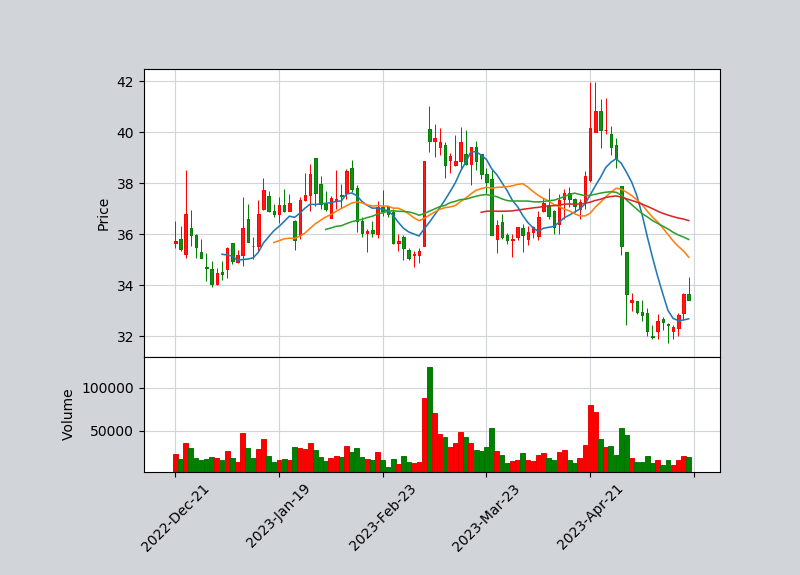 42
40
38
36
34
32
Price
100000
50000
Volume
2022-Dec-21
2023-Jan-19
2023-Feb-23
2023-Mar-23
2023-Apr-21